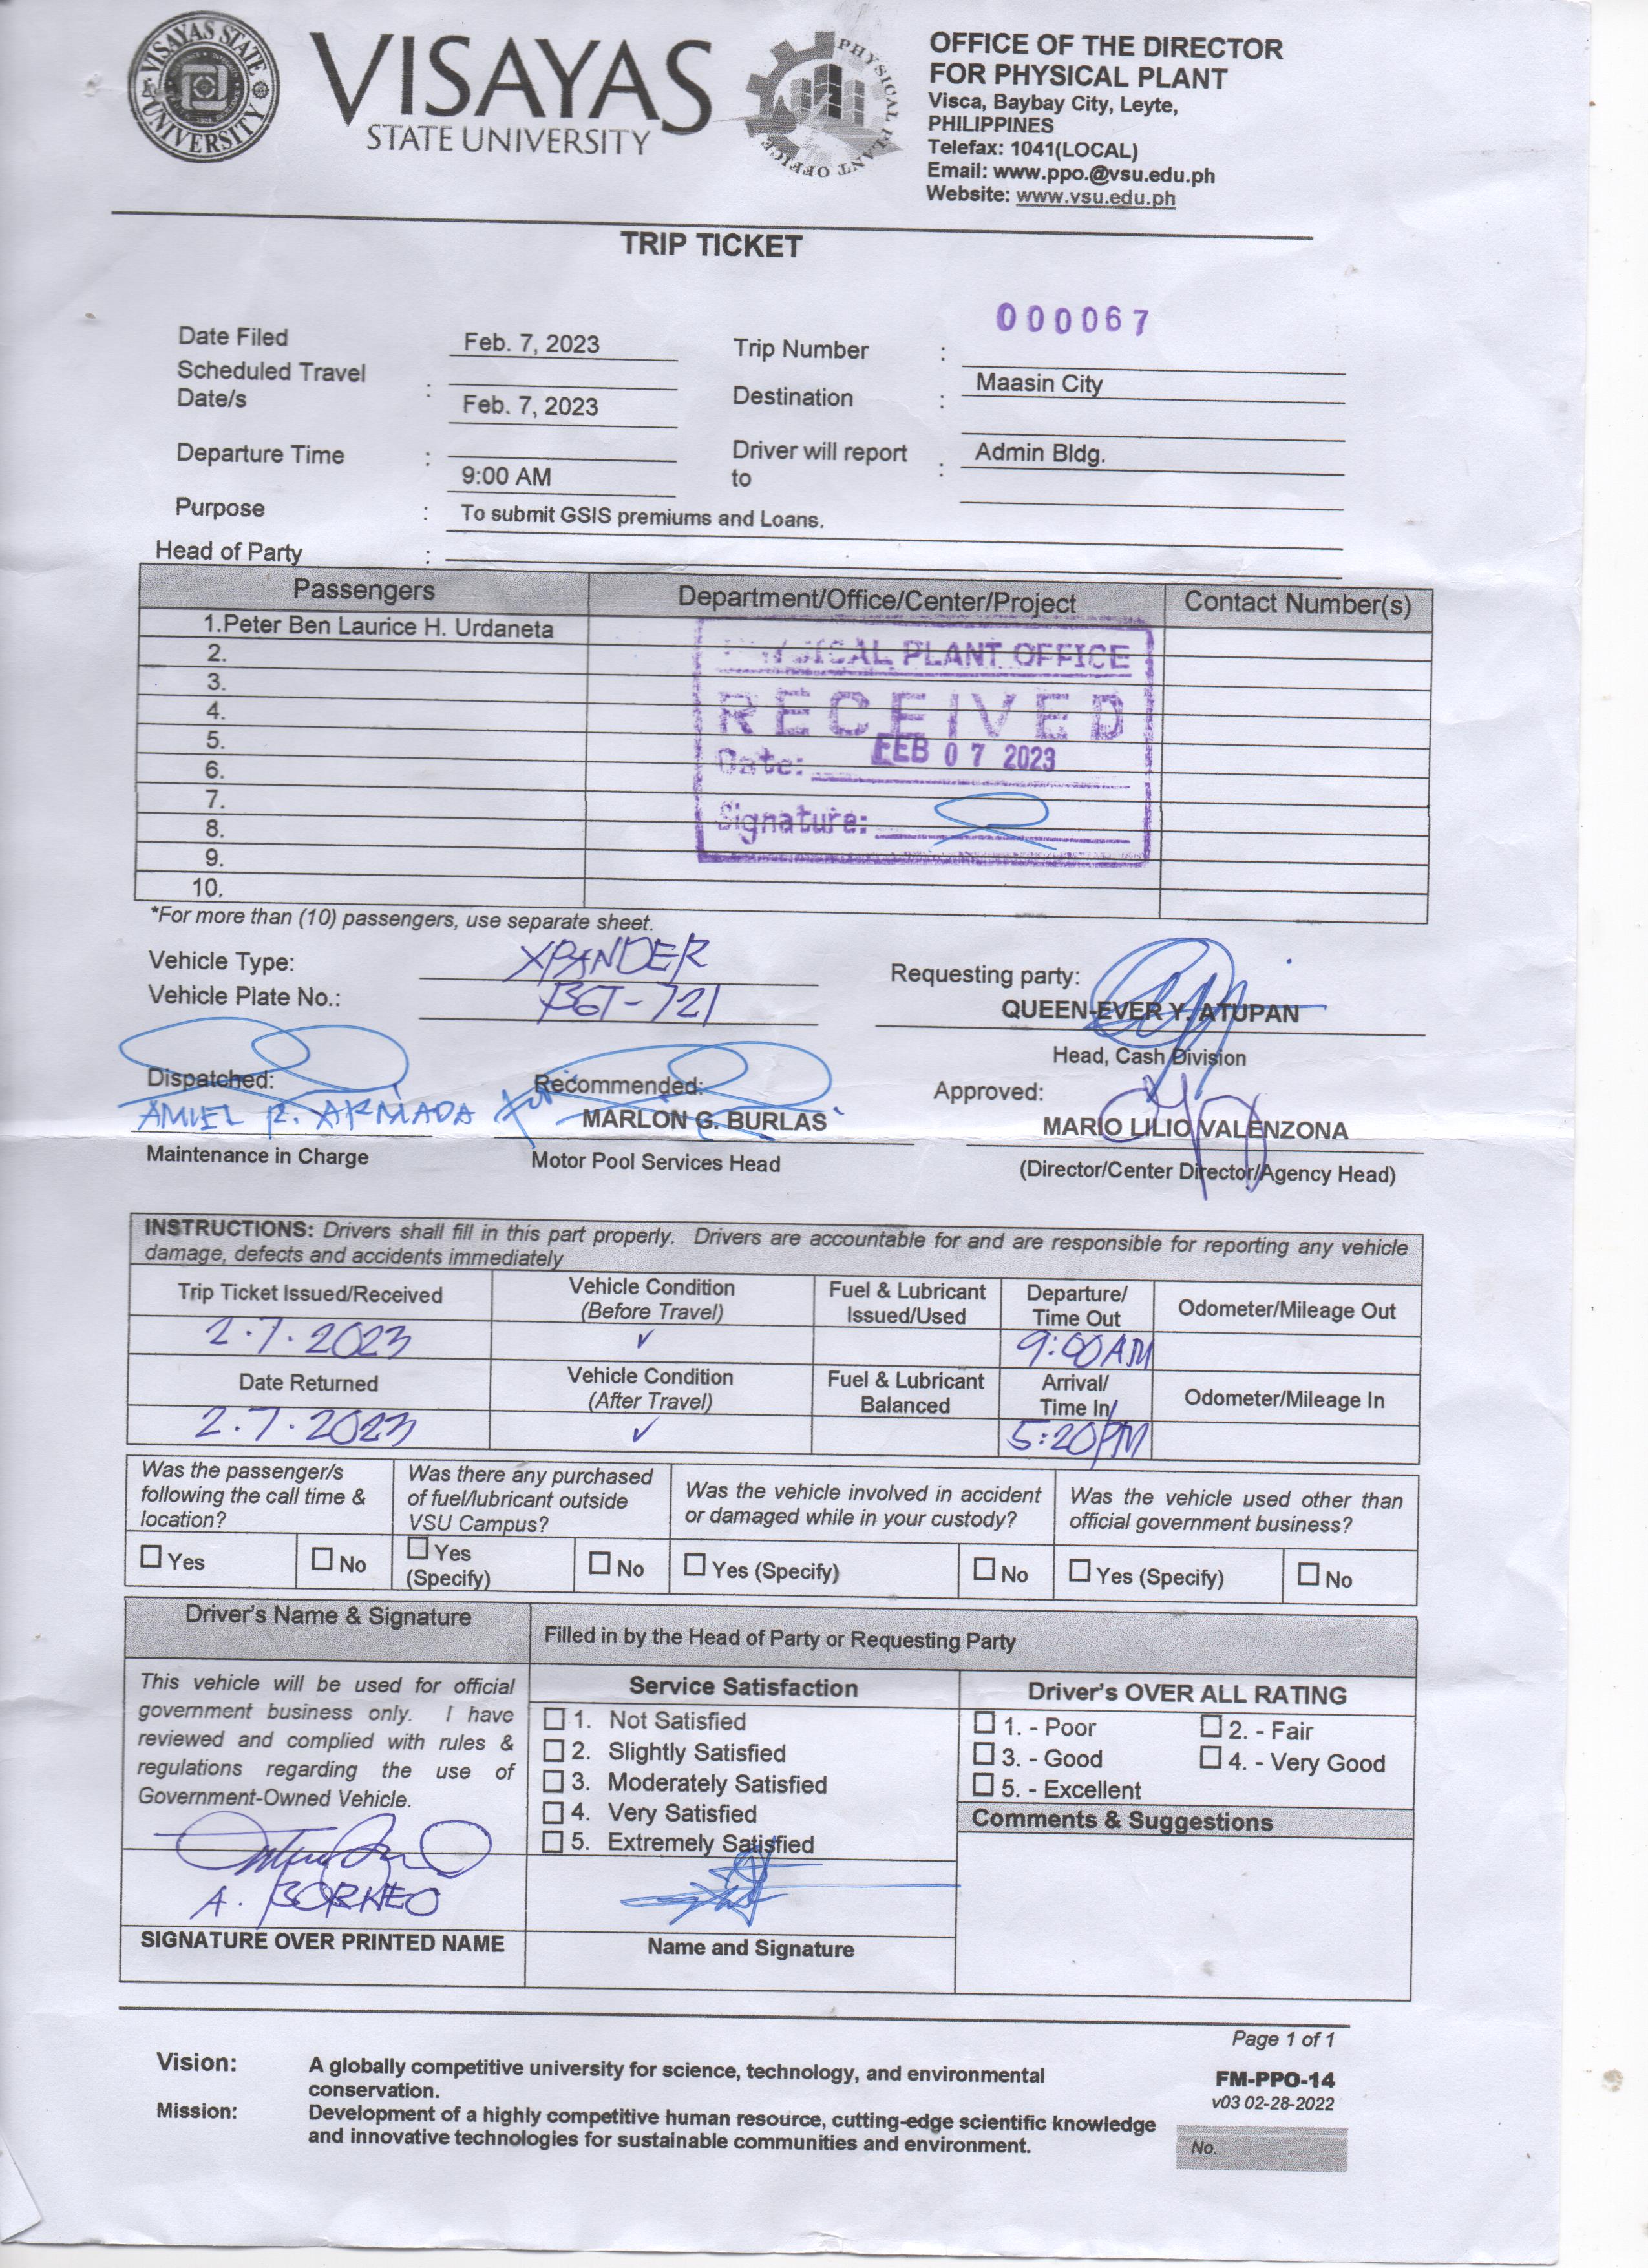 VISAYAS STATE UNIVERSITY
VISAYAS
STATE UNIVERSITY
PHYSICAL PLANT OFFICE
OFFICE OF THE DIRECTOR
FOR PHYSICAL PLANT
Visca, Baybay City, Leyte,
PHILIPPINES
Telefax: 1041(LOCAL)
Email: www.ppo.@vsu.edu.ph
Website: www.vsu.edu.ph
TRIP TICKET
000067
Date Filed Feb. 7, 2023 Trip Number :
Scheduled Travel Date/s : Feb. 7, 2023 Destination : Maasin City
Departure Time : 9:00 AM Driver will report to : Admin Bldg.
Purpose : To submit GSIS premiums and Loans.
Head of Party :
Passengers Department/Office/Center/Project Contact Number(s)
1.Peter Ben Laurice H. Urdaneta
2.
3.
4.
5.
6.
7.
8.
9.
10.
PLANT OFFICE
RECEIVED
Date: FEB 07 2023
Signature:
*For more than (10) passengers, use separate sheet.
Vehicle Type: XPANDER
Vehicle Plate No.: BGT-721
Requesting party:
QUEEN-EVER Y. ATUPAN
Head, Cash Division
Dispatched: Recommended: Approved:
AMIEL R. ARMADA for MARLON G. BURLAS MARIO LILIO VALENZONA
Maintenance in Charge Motor Pool Services Head (Director/Center Director/Agency Head)
INSTRUCTIONS: Drivers shall fill in this part properly. Drivers are accountable for and are responsible for reporting any vehicle
damage, defects and accidents immediately
Trip Ticket Issued/Received Vehicle Condition (Before Travel) Fuel & Lubricant Issued/Used Departure/ Time Out Odometer/Mileage Out
2.7.2023 ✓ 9:00AM
Date Returned Vehicle Condition (After Travel) Fuel & Lubricant Balanced Arrival/ Time In Odometer/Mileage In
2.7.2023 ✓ 5:20PM
Was the passenger/s following the call time & location?
Was there any purchased of fuel/lubricant outside VSU Campus?
Was the vehicle involved in accident or damaged while in your custody?
Was the vehicle used other than official government business?
☐ Yes ☐ No ☐ Yes (Specify) ☐ No ☐ Yes (Specify) ☐ No ☐ Yes (Specify) ☐ No
Driver's Name & Signature
Filled in by the Head of Party or Requesting Party
This vehicle will be used for official
government business only. I have
reviewed and complied with rules &
regulations regarding the use of
Government-Owned Vehicle.
A. BORNEO
SIGNATURE OVER PRINTED NAME
Service Satisfaction
☐ 1. Not Satisfied
☐ 2. Slightly Satisfied
☐ 3. Moderately Satisfied
☐ 4. Very Satisfied
☐ 5. Extremely Satisfied
Name and Signature
Driver's OVER ALL RATING
☐ 1. - Poor ☐ 2. - Fair
☐ 3. - Good ☐ 4. - Very Good
☐ 5. - Excellent
Comments & Suggestions
Page 1 of 1
Vision: A globally competitive university for science, technology, and environmental
conservation.
Mission: Development of a highly competitive human resource, cutting-edge scientific knowledge
and innovative technologies for sustainable communities and environment.
FM-PPO-14
v03 02-28-2022
No.